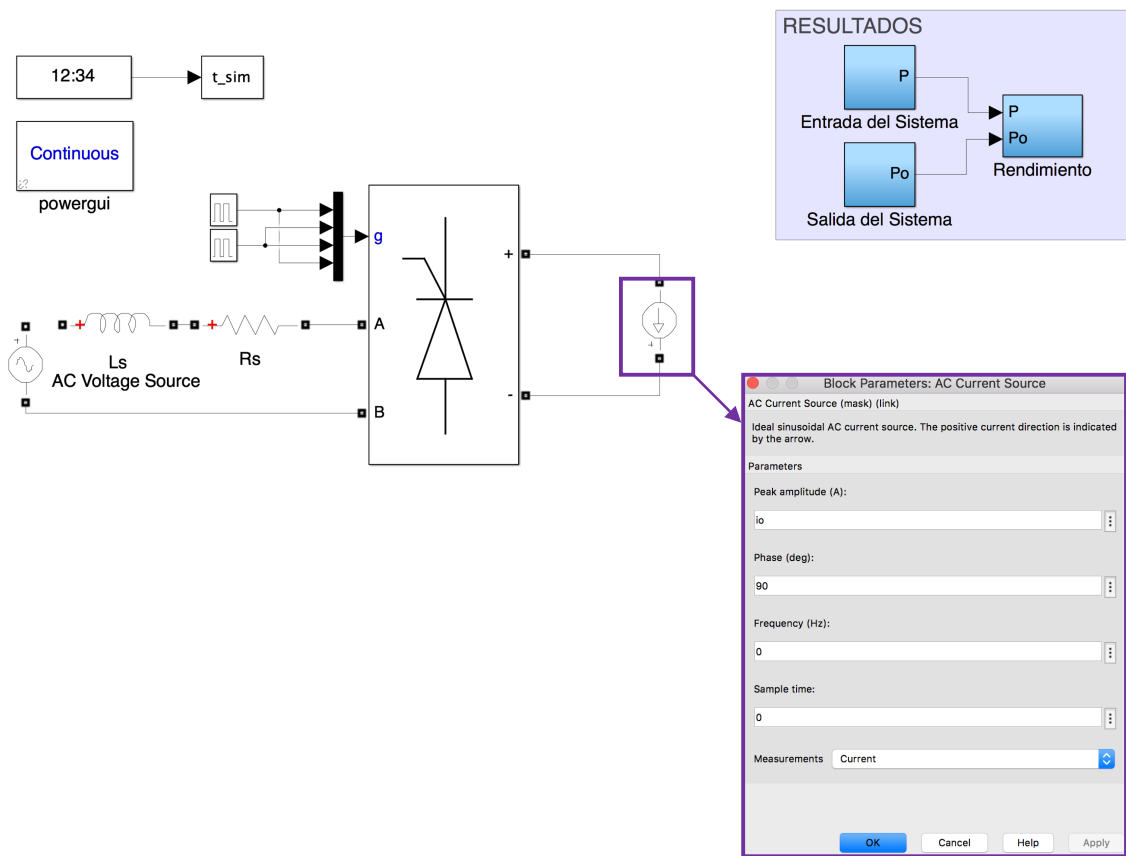 RESULTADOS
12:34
t_sim
P
Entrada del Sistema
P
Po
Rendimiento
Po
Salida del Sistema
Continuous
powergui
g
+
A
+
+
Ls
Rs
AC Voltage Source
+
+
-
B
Block Parameters: AC Current Source
AC Current Source (mask) (link)
Ideal sinusoidal AC current source. The positive current direction is indicated
by the arrow.
Parameters
Peak amplitude (A):
io
Phase (deg):
90
Frequency (Hz):
0
Sample time:
0
Measurements Current
OK Cancel Help Apply